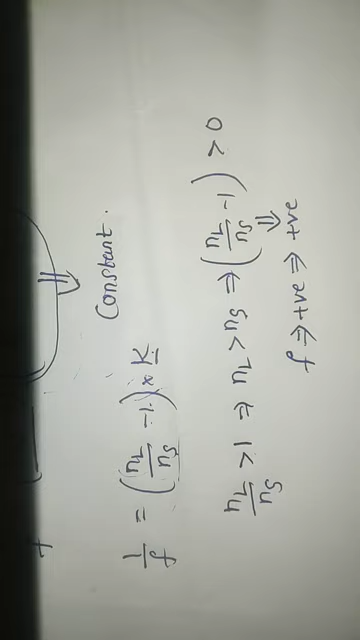 Constant.
1/f = (n_L/n_S - 1) × K
n_L/n_S > 1 ⇒ n_L > n_S ⇒ (n_L/n_S - 1) > 0
⇓
f ⇒ +ve ⇒ +ve